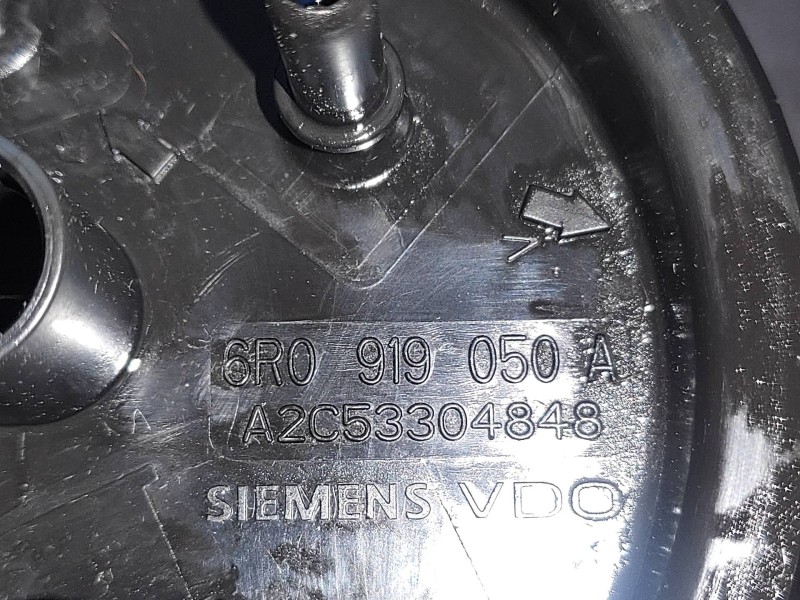 6R0 919 050 A
A2C53304848
SIEMENS VDO